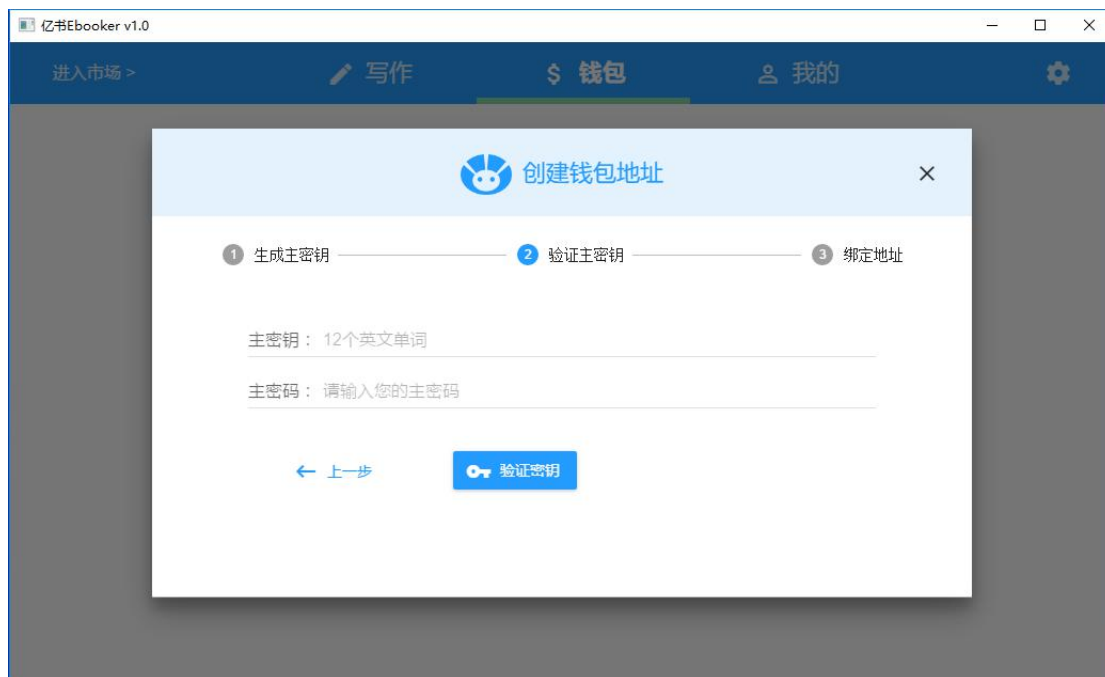 亿书Ebooker v1.0
进入市场 >
写作
$ 钱包
我的
创建钱包地址
1 生成主密钥
2 验证主密钥
3 绑定地址
主密钥： 12个英文单词
主密码： 请输入您的主密码
上一步
验证密钥